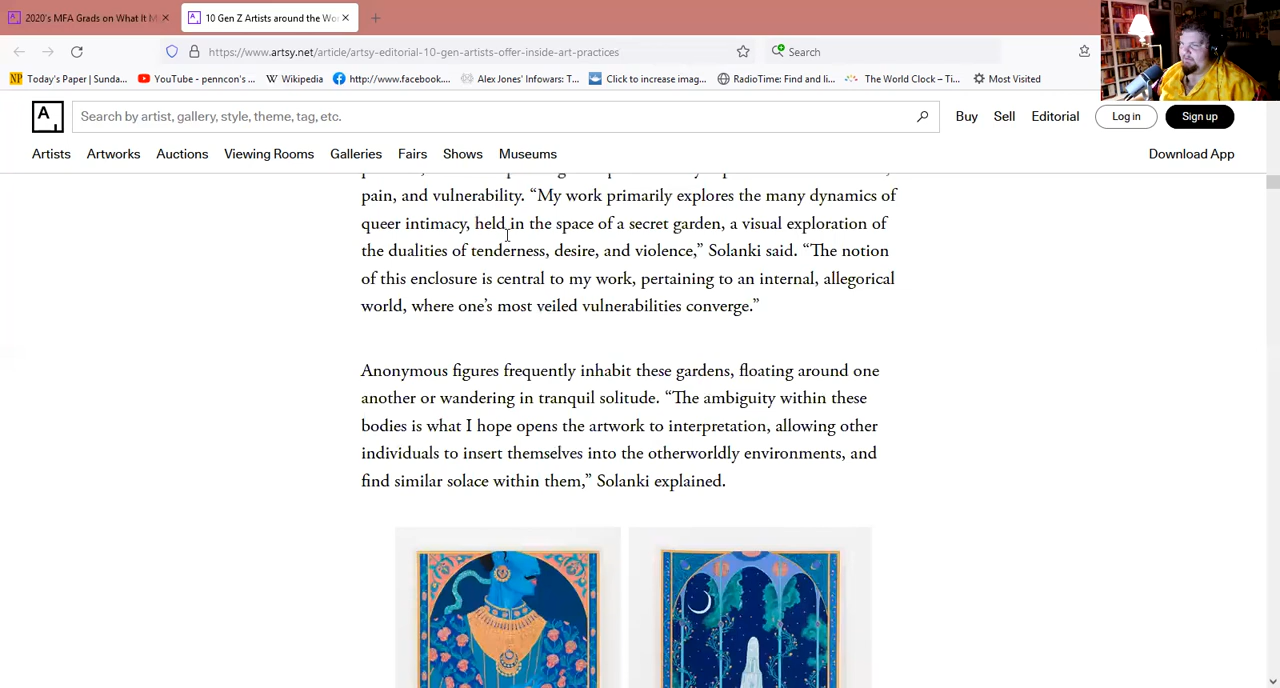 2020's MFA Grads on What It M
10 Gen Z Artists around the Wo
https://www.artsy.net/article/artsy-editorial-10-gen-artists-offer-inside-art-practices
Search
Today's Paper | Sunda...
YouTube - penncon's ...
Wikipedia
http://www.facebook....
Alex Jones' Infowars: T...
Click to increase imag...
RadioTime: Find and li...
The World Clock – Ti...
Most Visited
A
Search by artist, gallery, style, theme, tag, etc.
Buy
Sell
Editorial
Log in
Sign up
Artists
Artworks
Auctions
Viewing Rooms
Galleries
Fairs
Shows
Museums
Download App
pain, and vulnerability. “My work primarily explores the many dynamics of
queer intimacy, held in the space of a secret garden, a visual exploration of
the dualities of tenderness, desire, and violence,” Solanki said. “The notion
of this enclosure is central to my work, pertaining to an internal, allegorical
world, where one’s most veiled vulnerabilities converge.”
Anonymous figures frequently inhabit these gardens, floating around one
another or wandering in tranquil solitude. “The ambiguity within these
bodies is what I hope opens the artwork to interpretation, allowing other
individuals to insert themselves into the otherworldly environments, and
find similar solace within them,” Solanki explained.